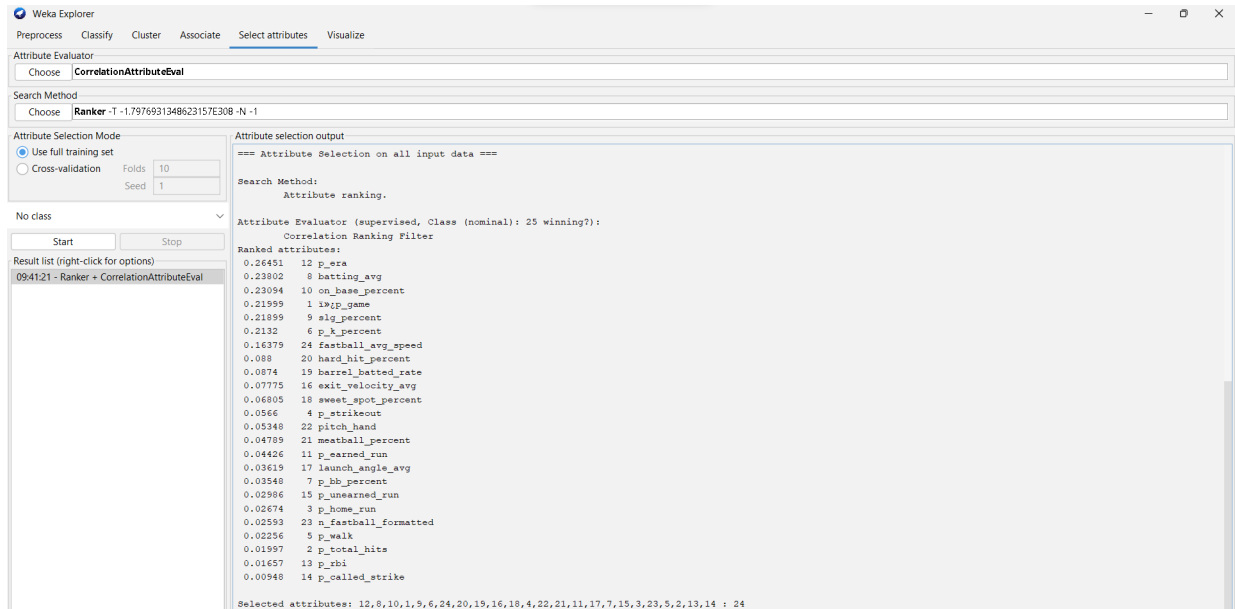 Weka Explorer
Preprocess Classify Cluster Associate Select attributes Visualize
Attribute Evaluator
Choose CorrelationAttributeEval
Search Method
Choose Ranker -T -1.7976931348623157E308 -N -1
Attribute Selection Mode
Use full training set
Cross-validation Folds 10
Seed 1
No class
Start Stop
Result list (right-click for options)
09:41:21 - Ranker + CorrelationAttributeEval
Attribute selection output
=== Attribute Selection on all input data ===
Search Method:
Attribute ranking.
Attribute Evaluator (supervised, Class (nominal): 25 winning?):
Correlation Ranking Filter
Ranked attributes:
0.26451 12 p_era
0.23802 8 batting_avg
0.23094 10 on_base_percent
0.21999 1 ï»¿p_game
0.21899 9 slg_percent
0.2132 6 p_k_percent
0.16379 24 fastball_avg_speed
0.088 20 hard_hit_percent
0.0874 19 barrel_batted_rate
0.07775 16 exit_velocity_avg
0.06805 18 sweet_spot_percent
0.0566 4 p_strikeout
0.05348 22 pitch_hand
0.04789 21 meatball_percent
0.04426 11 p_earned_run
0.03619 17 launch_angle_avg
0.03548 7 p_bb_percent
0.02986 15 p_unearned_run
0.02674 3 p_home_run
0.02593 23 n_fastball_formatted
0.02256 5 p_walk
0.01997 2 p_total_hits
0.01657 13 p_rbi
0.00948 14 p_called_strike
Selected attributes: 12,8,10,1,9,6,24,20,19,16,18,4,22,21,11,17,7,15,3,23,5,2,13,14 : 24